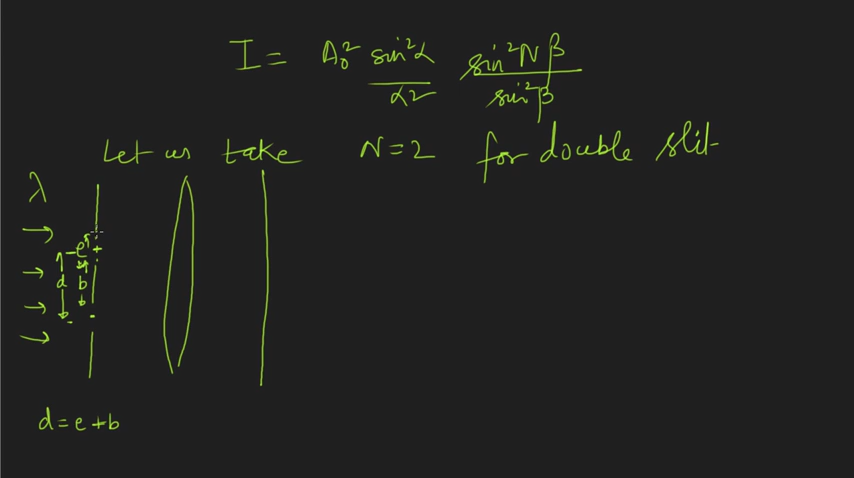 I = A₀² sin²α/α2 sin²Nβ/sin²β
Let us take N=2 for double slit
λ
e
d b
d = e + b